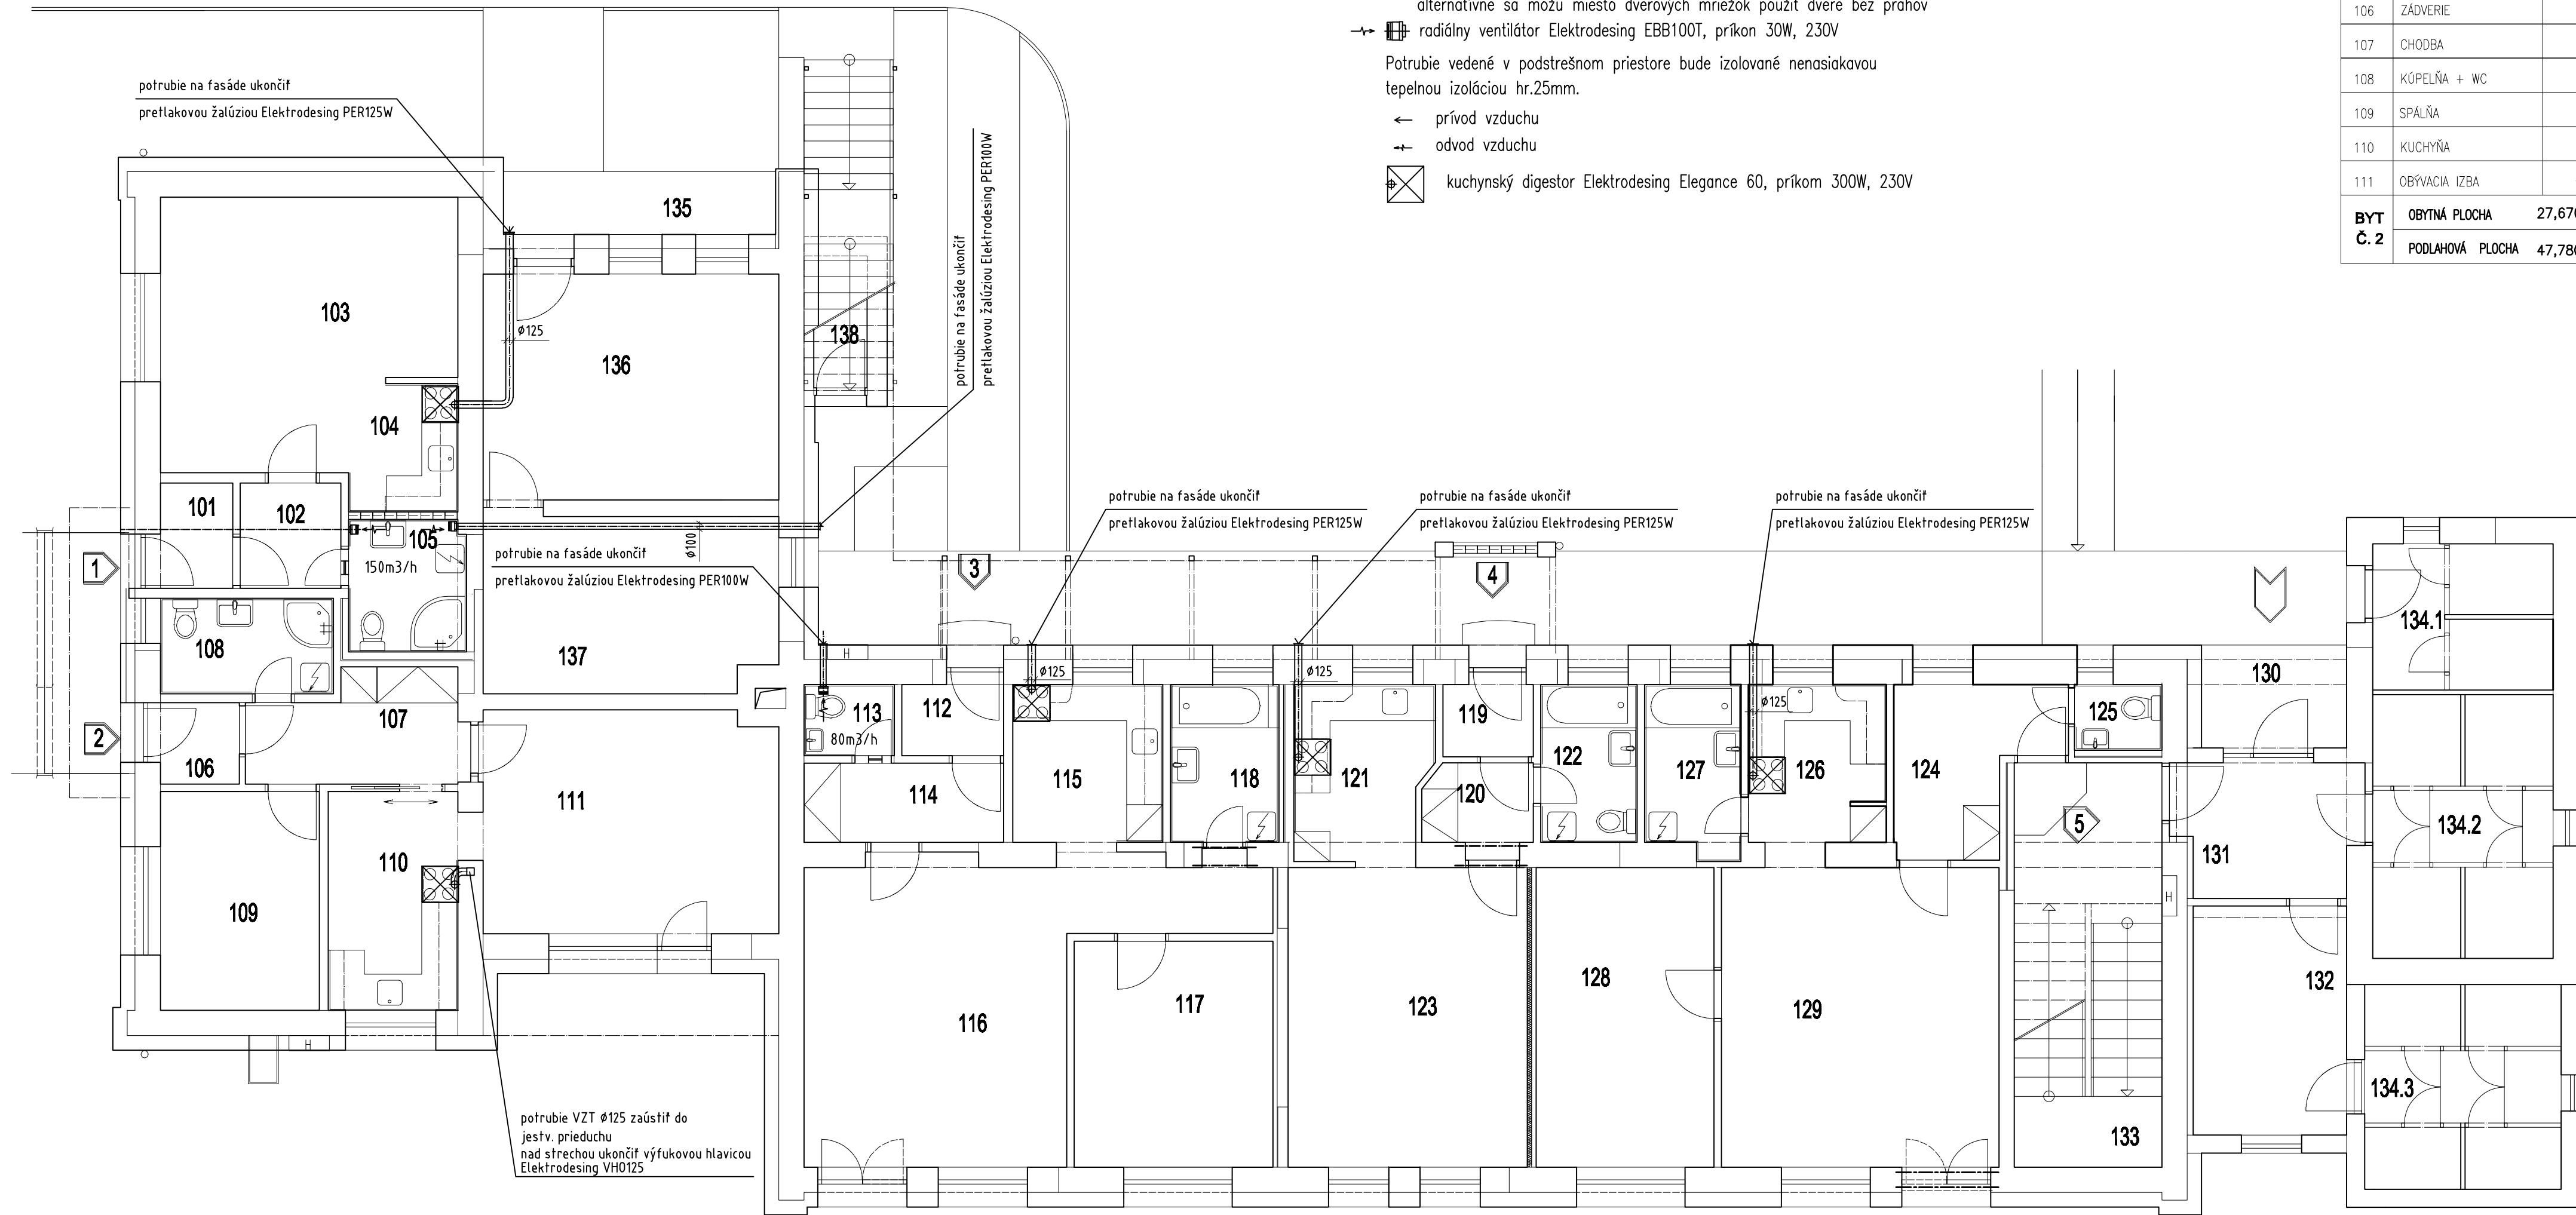 alternatívne sa môžu miesto dverových mriežok použiť dvere bez prahov
radiálny ventilátor Elektrodesing EBB100T, príkon 30W, 230V
Potrubie vedené v podstrešnom priestore bude izolované nenasiakavou
tepelnou izoláciou hr.25mm.
prívod vzduchu
odvod vzduchu
kuchynský digestor Elektrodesing Elegance 60, príkom 300W, 230V
106 ZÁDVERIE
107 CHODBA
108 KÚPELŇA + WC
109 SPÁLŇA
110 KUCHYŇA
111 OBÝVACIA IZBA
BYT
Č. 2
OBYTNÁ PLOCHA 27,67
PODLAHOVÁ PLOCHA 47,78
potrubie na fasáde ukončiť
pretlakovou žalúziou Elektrodesing PER125W
potrubie na fasáde ukončiť
pretlakovou žalúziou Elektrodesing PER100W
135
103
ø125
136
138
104
101
102
105
150m3/h
ø100
potrubie na fasáde ukončiť
pretlakovou žalúziou Elektrodesing PER100W
potrubie na fasáde ukončiť
pretlakovou žalúziou Elektrodesing PER125W
potrubie na fasáde ukončiť
pretlakovou žalúziou Elektrodesing PER125W
potrubie na fasáde ukončiť
pretlakovou žalúziou Elektrodesing PER125W
1
3
4
134.1
108
137
H
ø125
ø125
ø125
130
107
113
80m3/h
112
119
125
2
106
111
114
115
118
121
120
122
127
126
124
5
131
134.2
110
109
H
128
132
117
123
129
116
H
134.3
133
potrubie VZT ø125 zaústiť do
jestv. prieduchu
nad strechou ukončiť výfukovou hlavicou
Elektrodesing VHO125